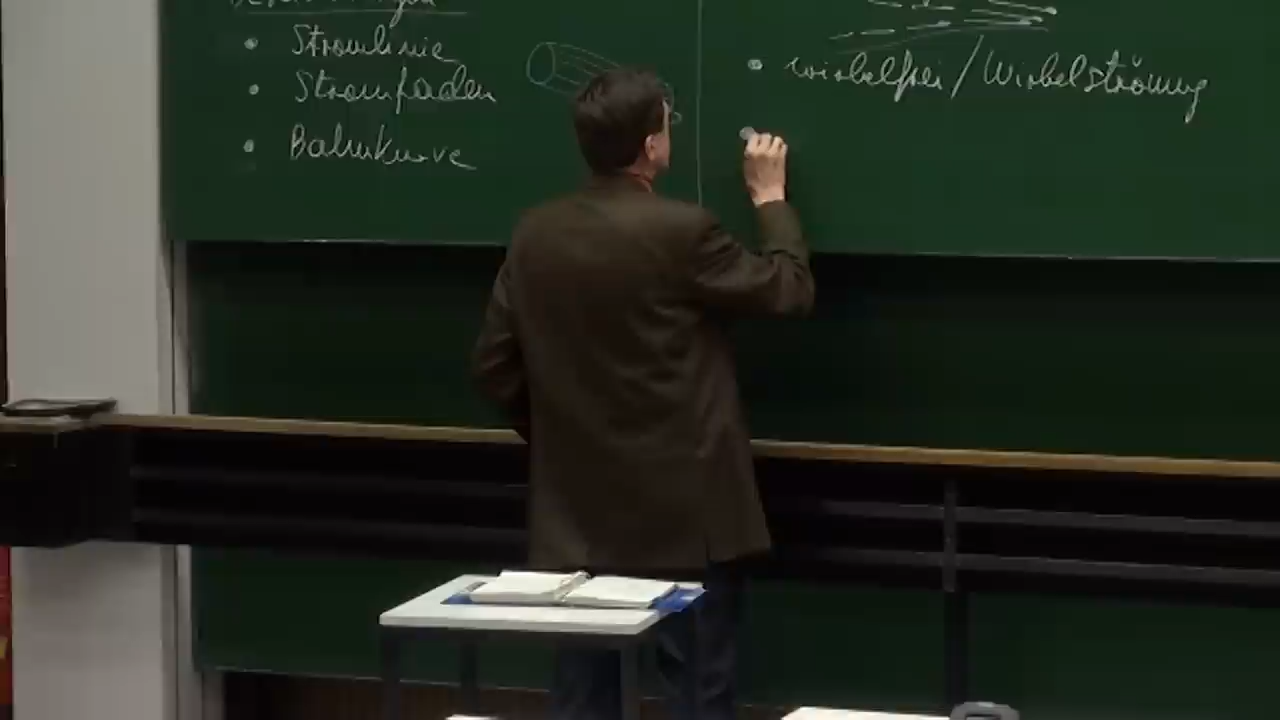 Stromlinie
Stromfaden
Bahnkurve
wirbelfrei / Wirbelströmung